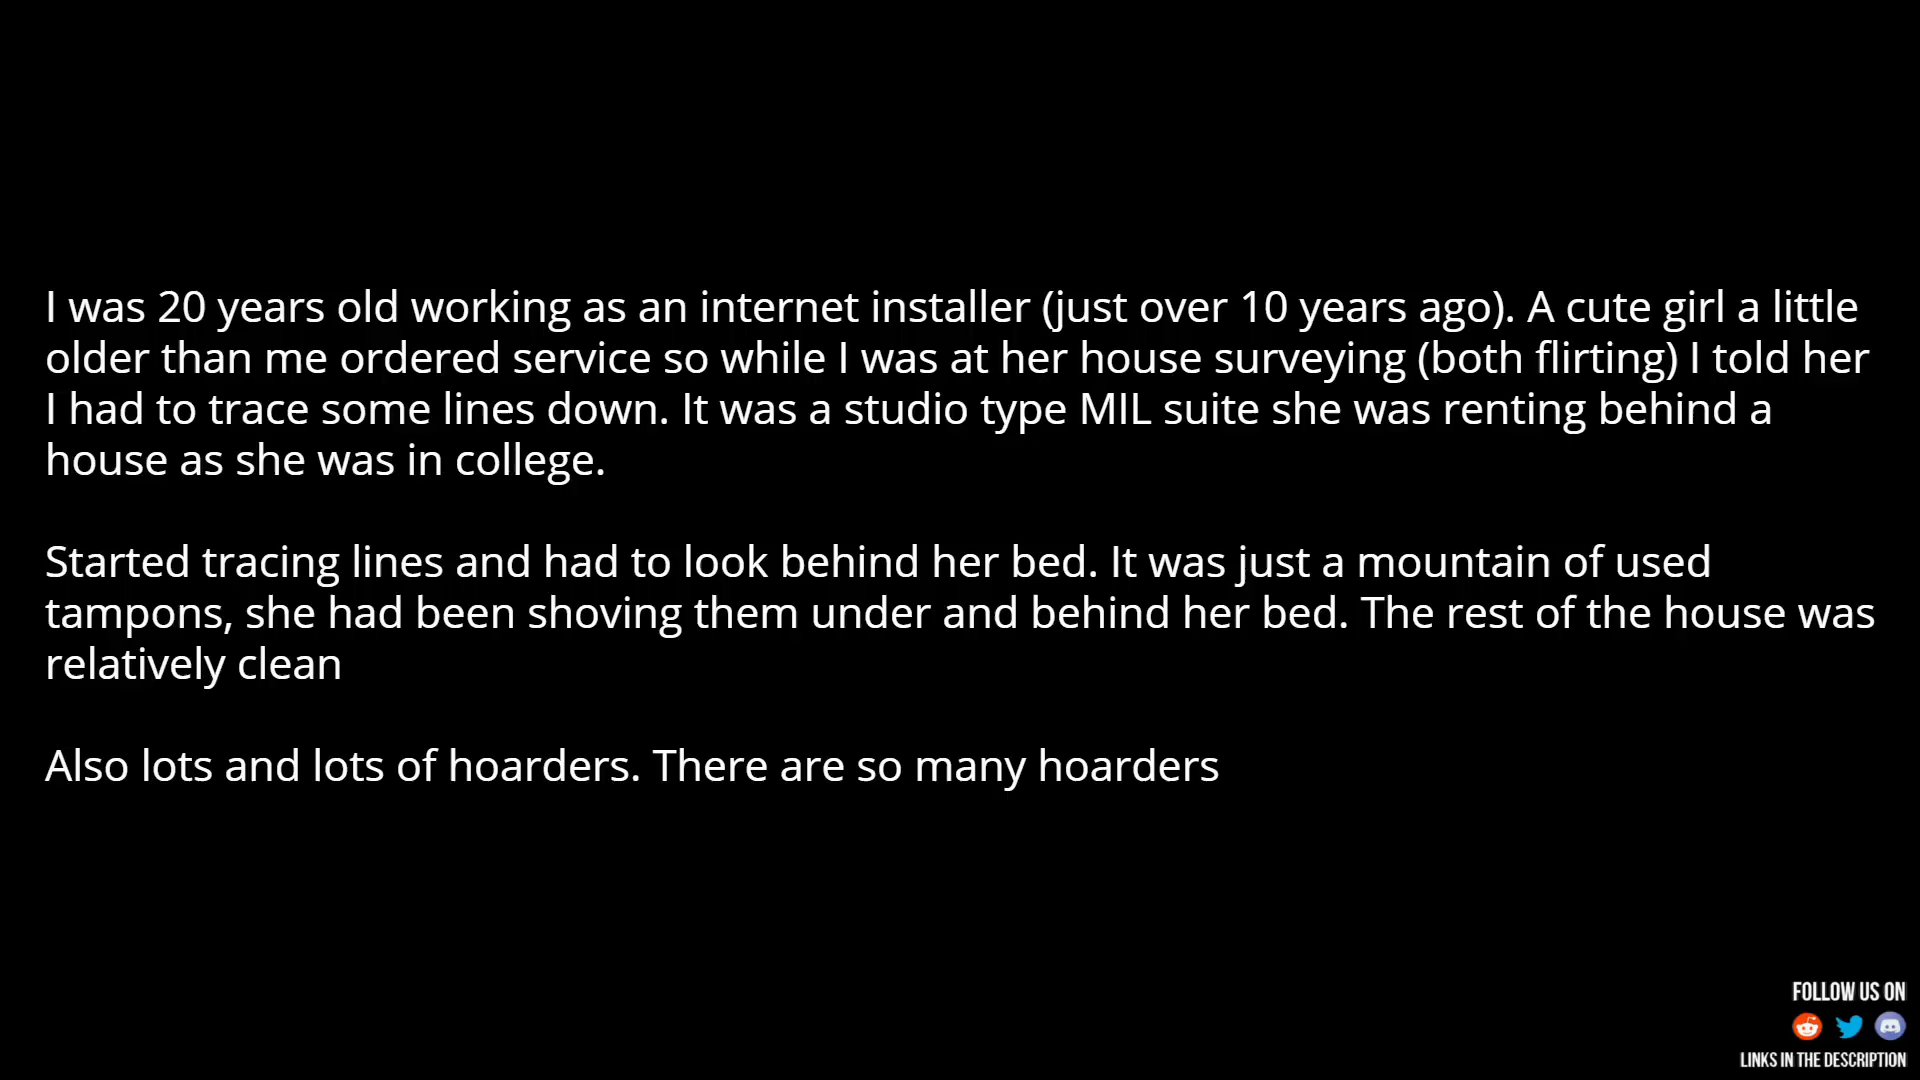 I was 20 years old working as an internet installer (just over 10 years ago). A cute girl a little
older than me ordered service so while I was at her house surveying (both flirting) I told her
I had to trace some lines down. It was a studio type MIL suite she was renting behind a
house as she was in college.
Started tracing lines and had to look behind her bed. It was just a mountain of used
tampons, she had been shoving them under and behind her bed. The rest of the house was
relatively clean
Also lots and lots of hoarders. There are so many hoarders
FOLLOW US ON
LINKS IN THE DESCRIPTION